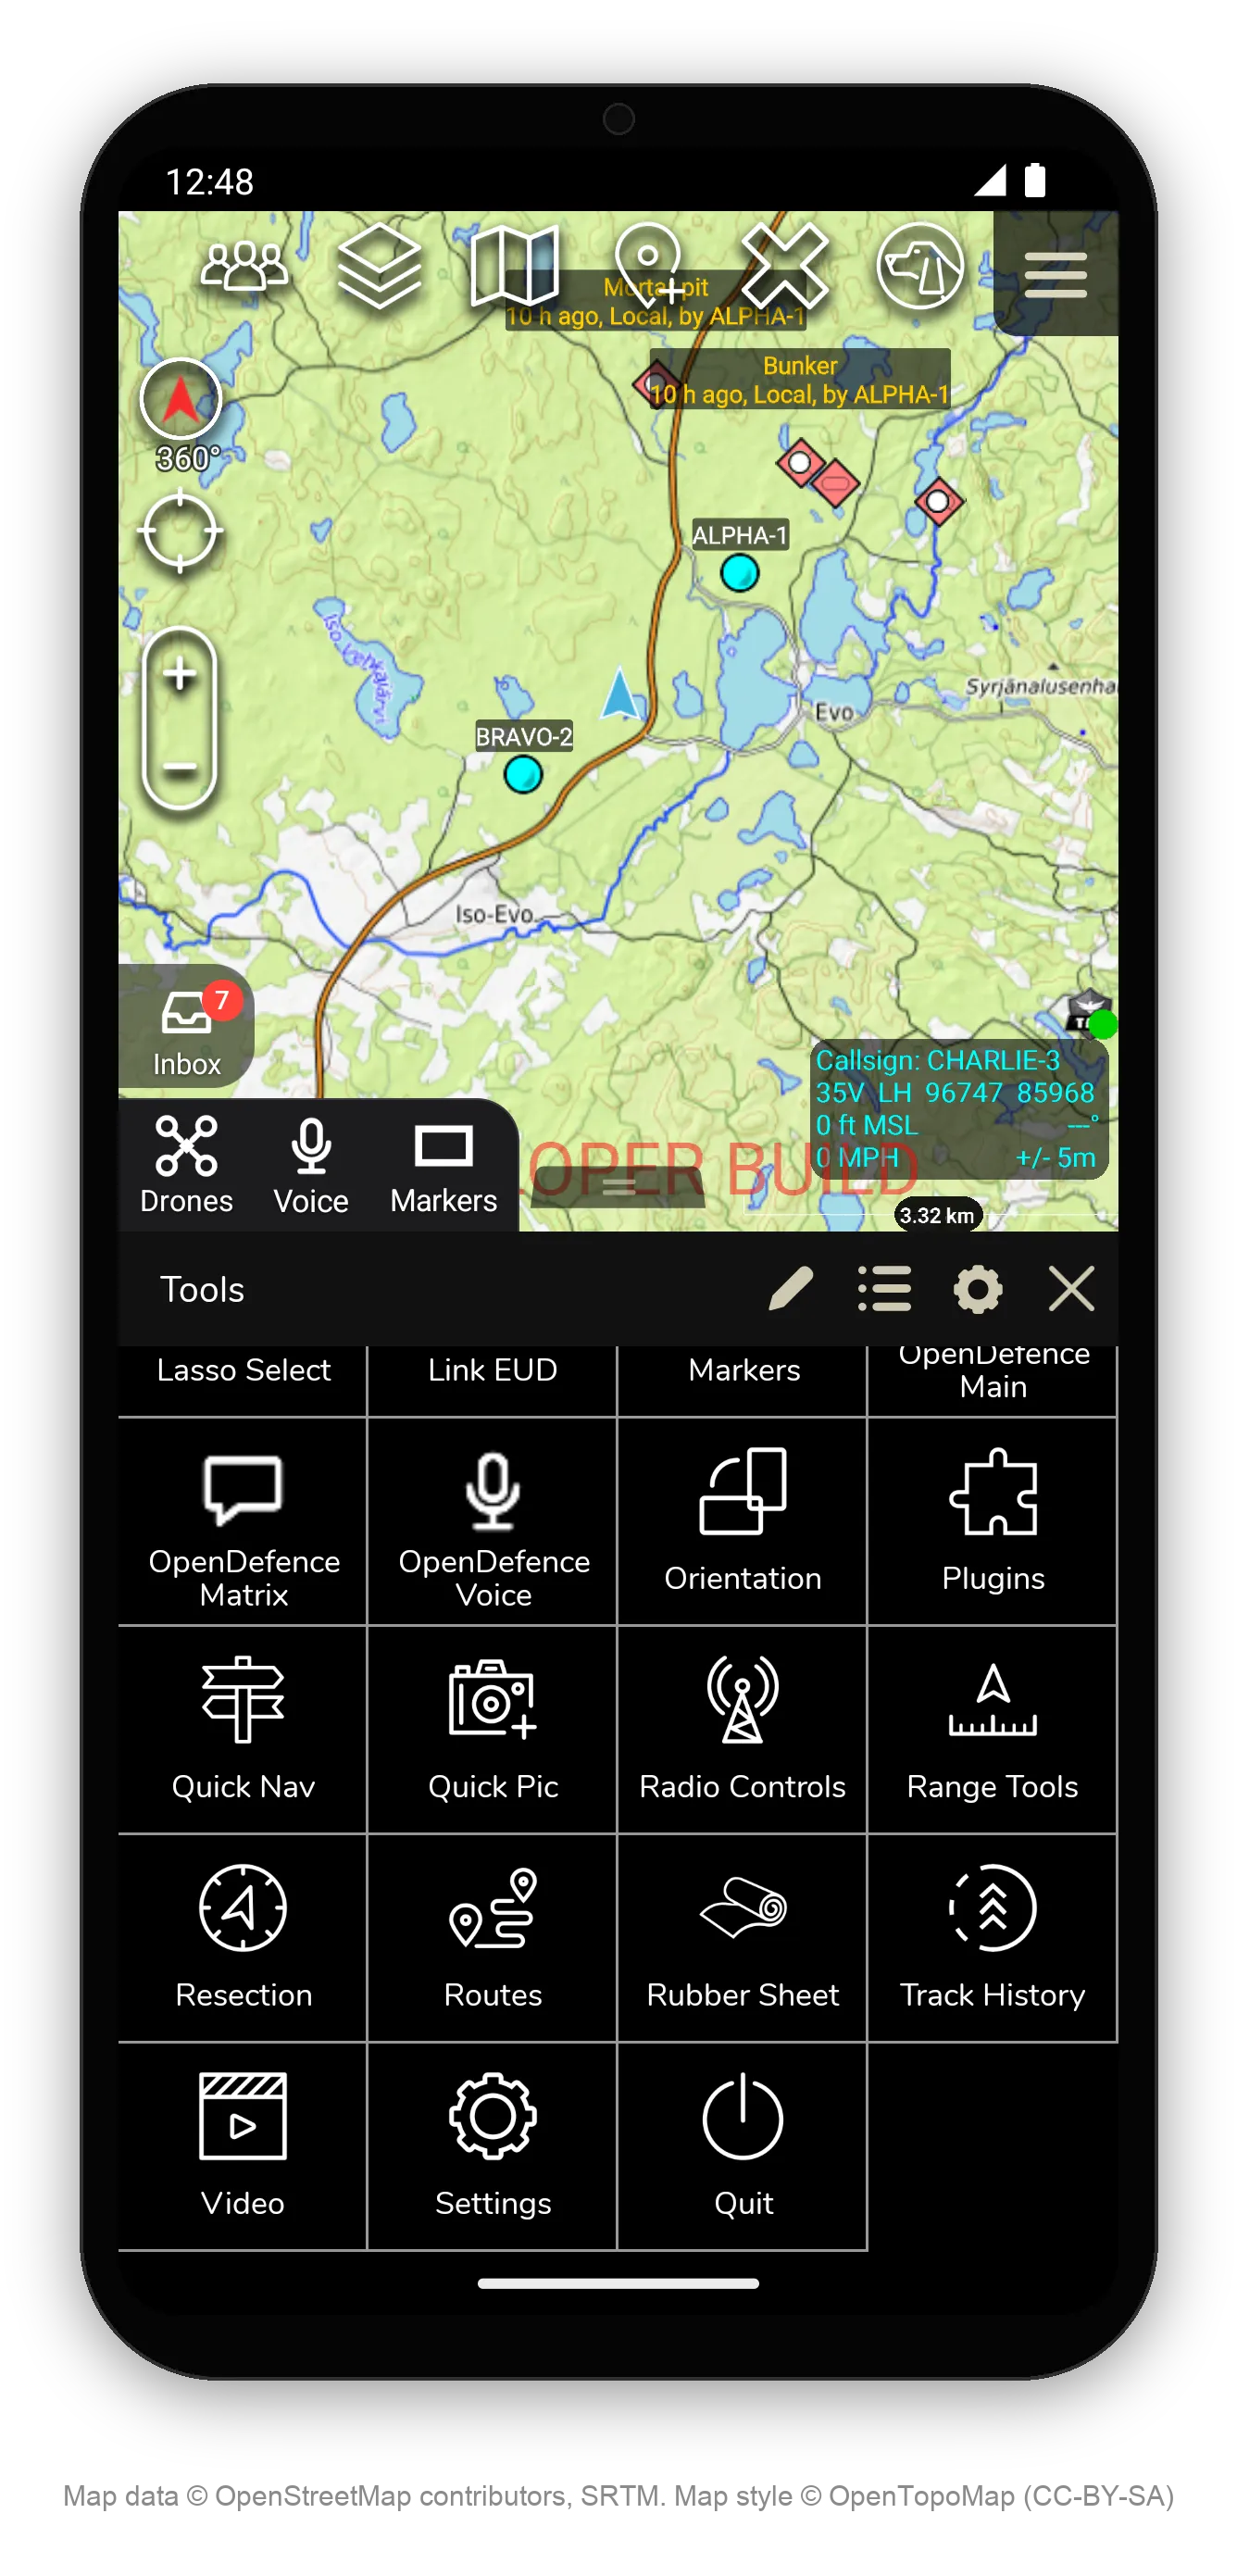 12:48
Mortar pit
10 h ago, Local, by ALPHA-1
Bunker
10 h ago, Local, by ALPHA-1
360°
ALPHA-1
Iso-Vehkajärvi
Syrjänalusenha
Evo
BRAVO-2
Iso-Evo
7
Inbox
Callsign: CHARLIE-3
35V LH 96747 85968
0 ft MSL ---°
0 MPH +/- 5m
OPER BUILD
3.32 km
Drones
Voice
Markers
Tools
Lasso Select
Link EUD
Markers
OpenDefence
Main
OpenDefence
Matrix
OpenDefence
Voice
Orientation
Plugins
Quick Nav
Quick Pic
Radio Controls
Range Tools
Resection
Routes
Rubber Sheet
Track History
Video
Settings
Quit
Map data © OpenStreetMap contributors, SRTM. Map style © OpenTopoMap (CC-BY-SA)